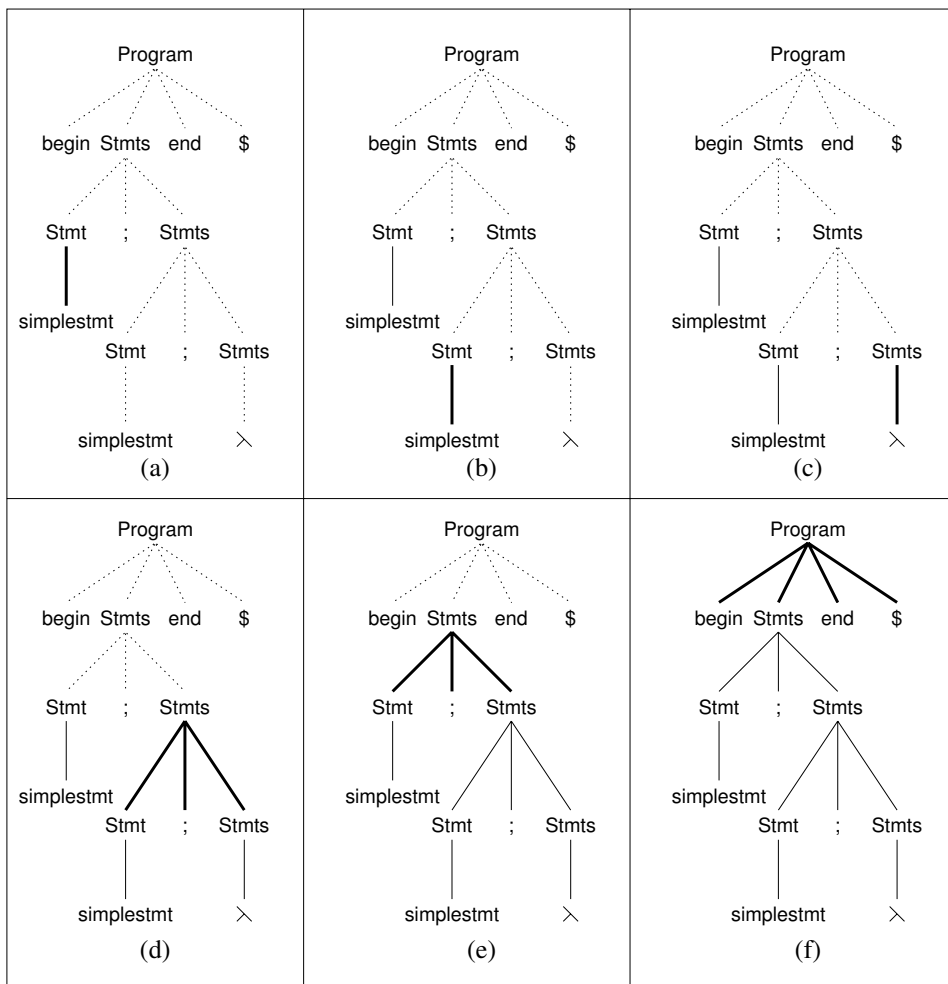 Program
begin Stmts end $
Stmt ; Stmts
simplestmt
Stmt ; Stmts
simplestmt λ
(a)
Program
begin Stmts end $
Stmt ; Stmts
simplestmt
Stmt ; Stmts
simplestmt λ
(b)
Program
begin Stmts end $
Stmt ; Stmts
simplestmt
Stmt ; Stmts
simplestmt λ
(c)
Program
begin Stmts end $
Stmt ; Stmts
simplestmt
Stmt ; Stmts
simplestmt λ
(d)
Program
begin Stmts end $
Stmt ; Stmts
simplestmt
Stmt ; Stmts
simplestmt λ
(e)
Program
begin Stmts end $
Stmt ; Stmts
simplestmt
Stmt ; Stmts
simplestmt λ
(f)